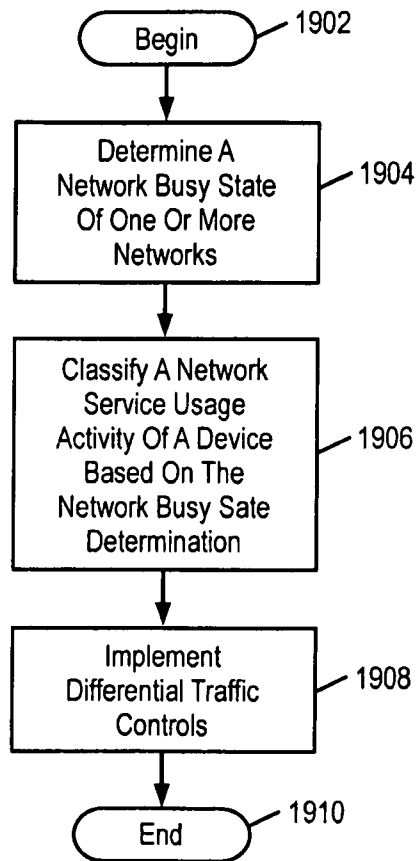 Begin
1902
Determine A
Network Busy State
Of One Or More
Networks
1904
Classify A Network
Service Usage
Activity Of A Device
Based On The
Network Busy Sate
Determination
1906
Implement
Differential Traffic
Controls
1908
End
1910